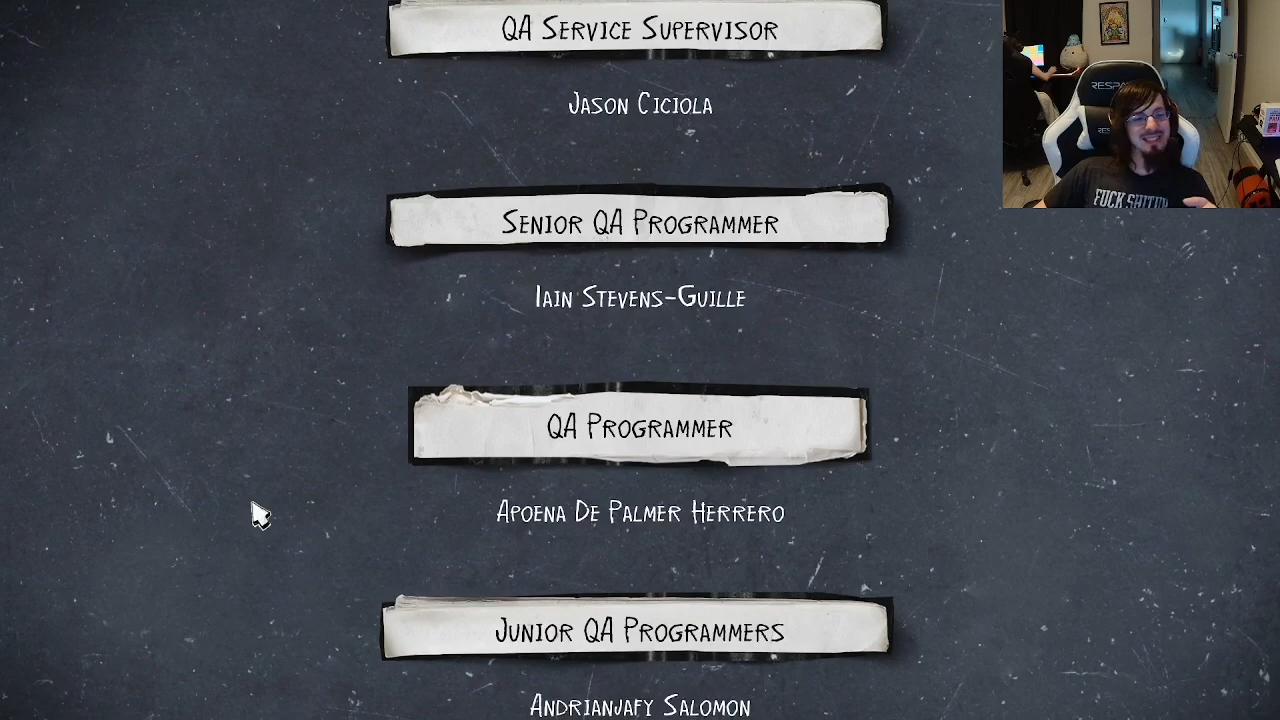 QA Service Supervisor
Jason Ciciola
Senior QA Programmer
Iain Stevens-Guille
QA Programmer
Apoena De Palmer Herrero
Junior QA Programmers
Andrianjafy Salomon